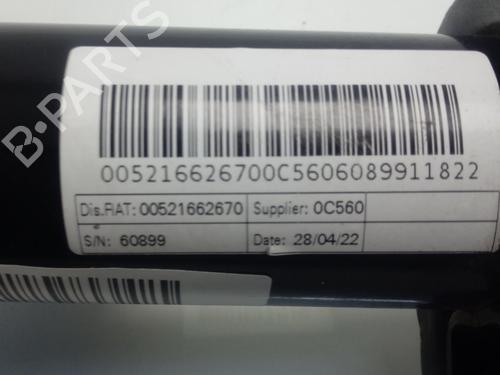 B-PARTS
005216626700C5606089911822
Dis.FIAT: 00521662670 Supplier: 0C560
S/N: 60899 Date: 28/04/22